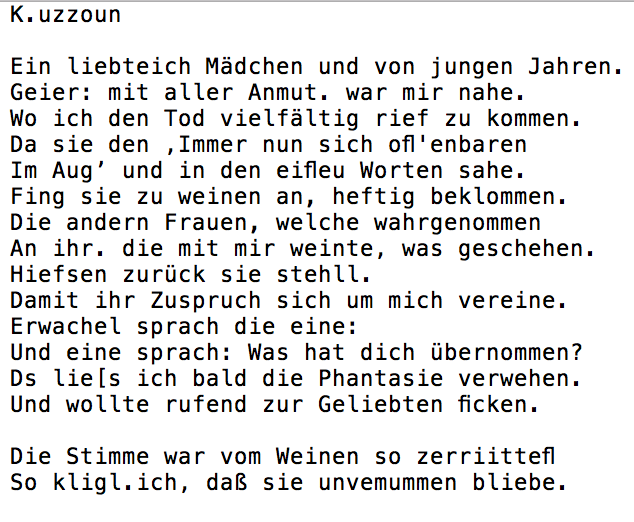 K.uzzoun
Ein liebteich Mädchen und von jungen Jahren.
Geier: mit aller Anmut. war mir nahe.
Wo ich den Tod vielfältig rief zu kommen.
Da sie den ,Immer nun sich ofl'enbaren
Im Aug’ und in den eifleu Worten sahe.
Fing sie zu weinen an, heftig beklommen.
Die andern Frauen, welche wahrgenommen
An ihr. die mit mir weinte, was geschehen.
Hiefsen zurück sie stehll.
Damit ihr Zuspruch sich um mich vereine.
Erwachel sprach die eine:
Und eine sprach: Was hat dich übernommen?
Ds lie[s ich bald die Phantasie verwehen.
Und wollte rufend zur Geliebten ficken.
Die Stimme war vom Weinen so zerriittefl
So kligl.ich, daß sie unvemummen bliebe.